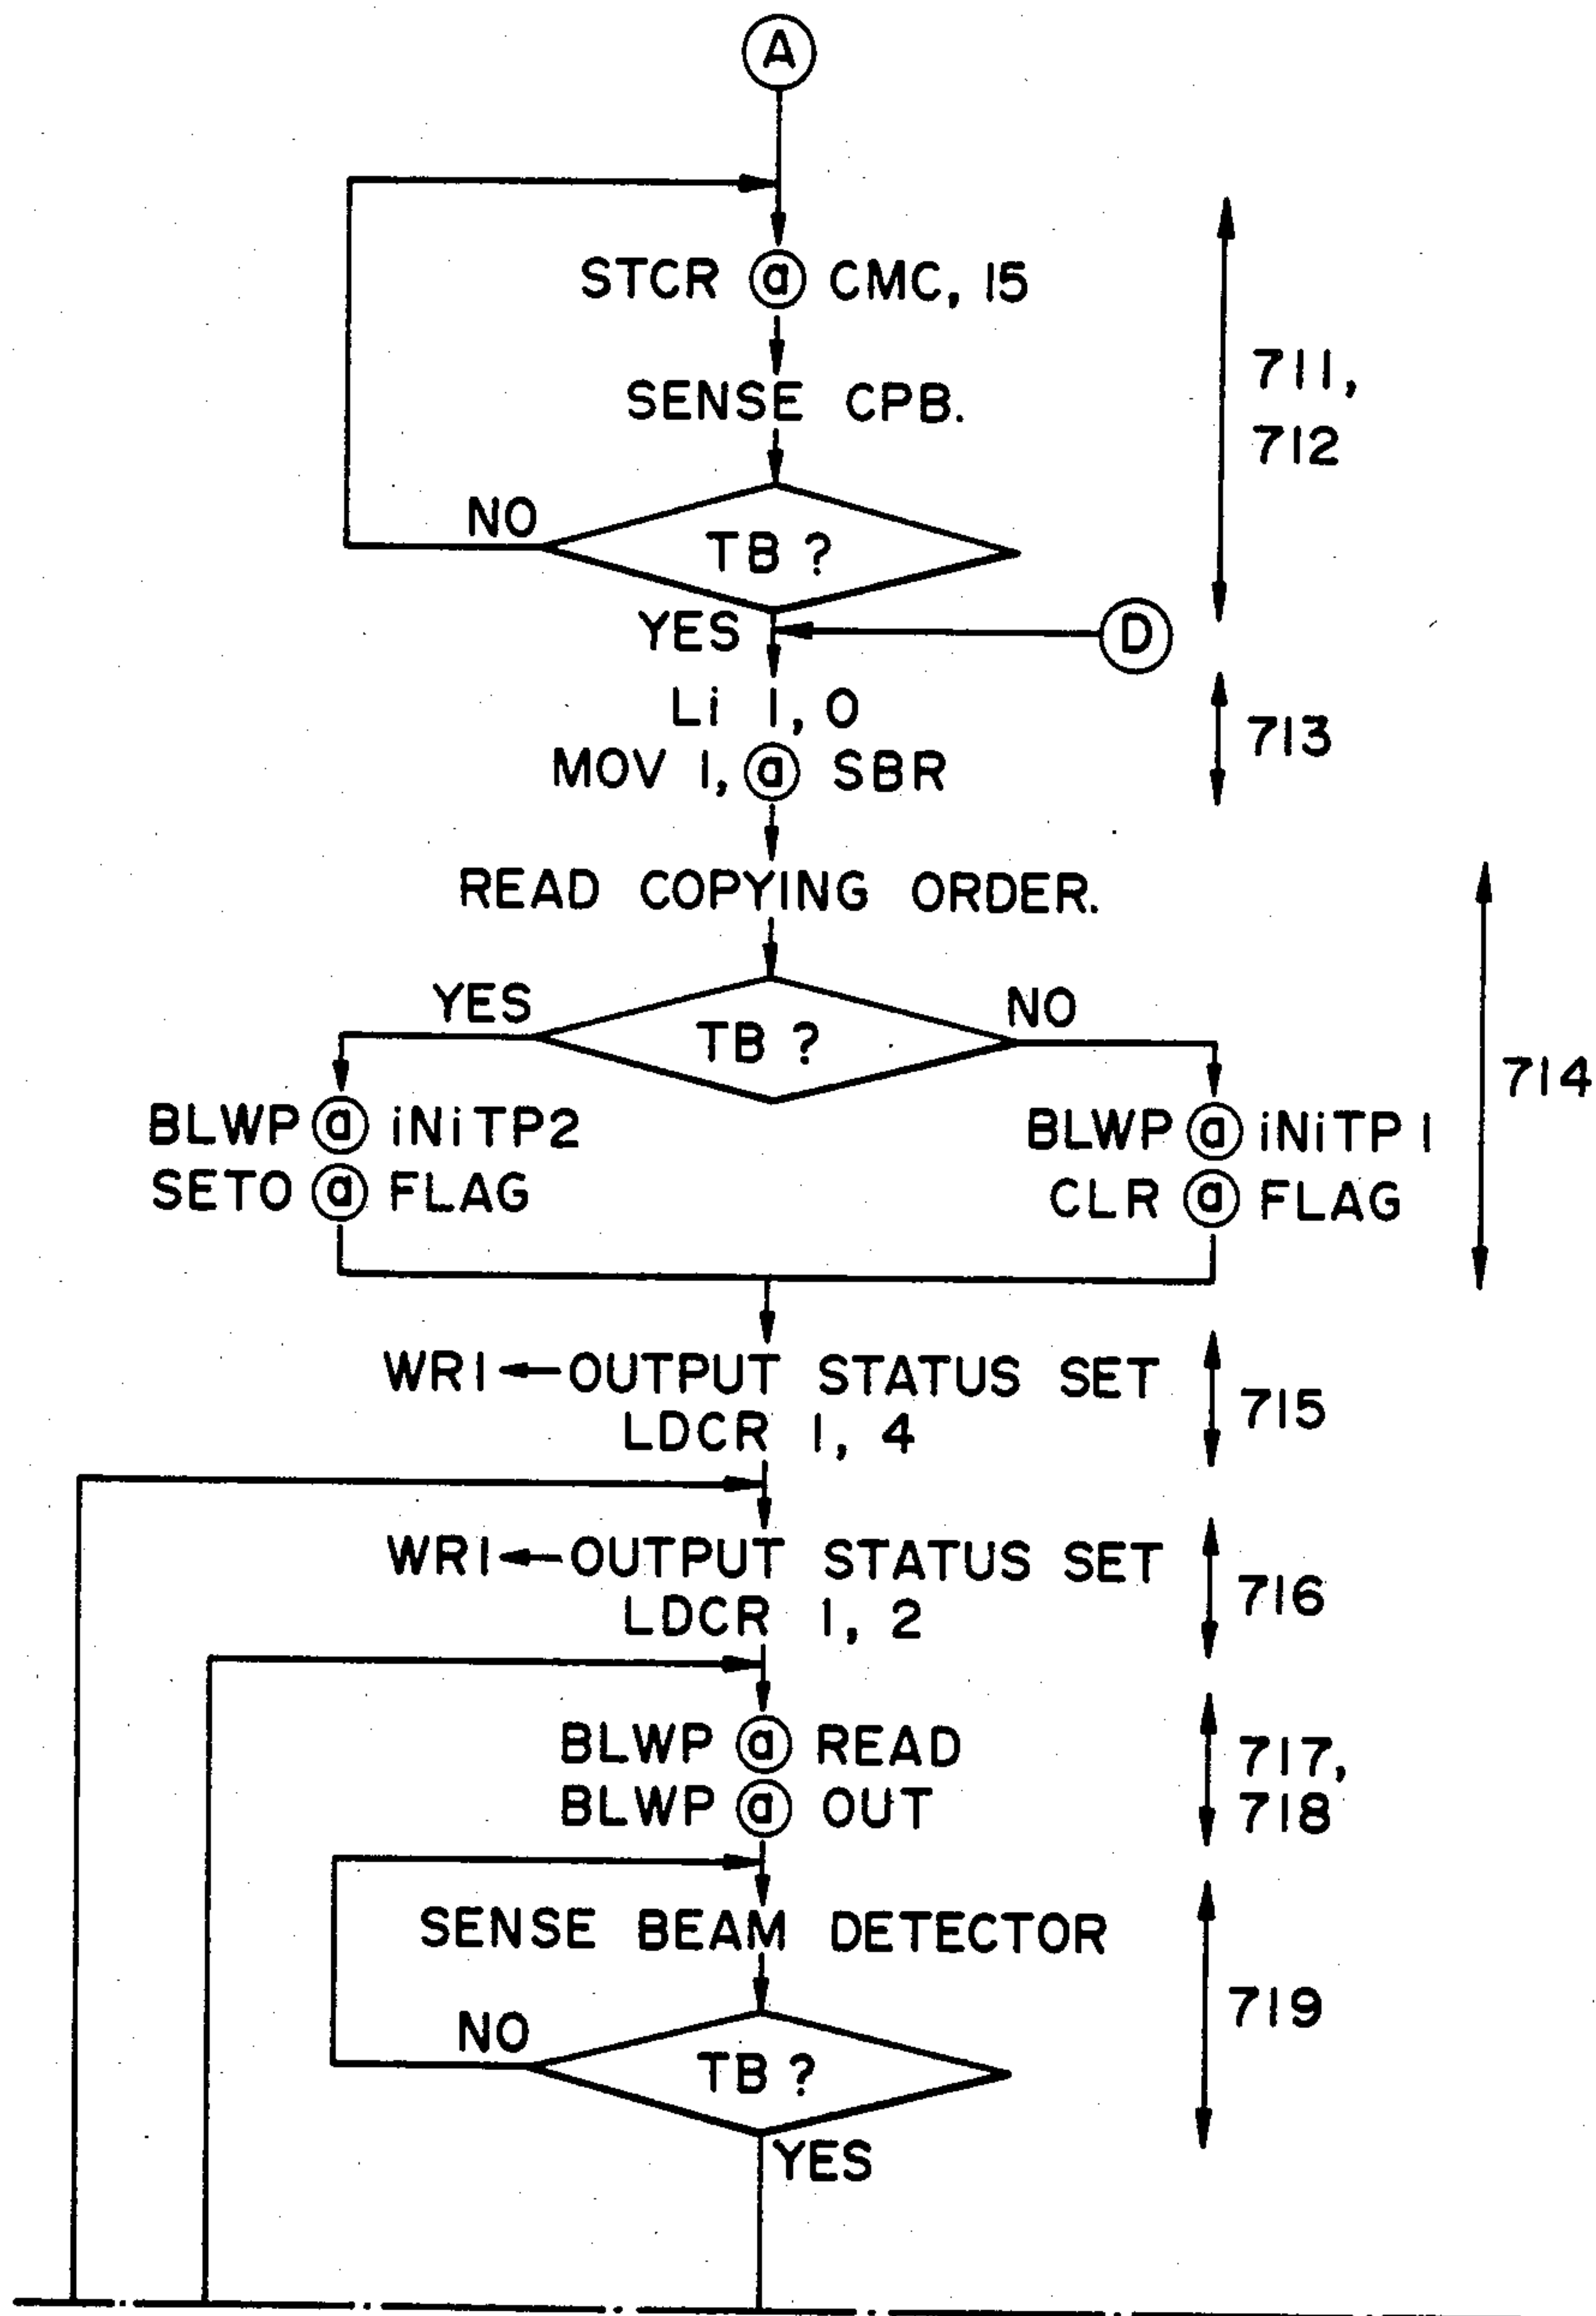 A
STCR @ CMC, 15
SENSE CPB.
711,
712
NO
TB ?
YES
D
Li 1, 0
MOV 1, @ SBR
713
READ COPYING ORDER.
YES
NO
TB ?
714
BLWP @ iNiTP2
SETO @ FLAG
BLWP @ iNiTP1
CLR @ FLAG
WR1←OUTPUT STATUS SET
LDCR 1, 4
715
WR1←OUTPUT STATUS SET
LDCR 1, 2
716
BLWP @ READ
BLWP @ OUT
717,
718
SENSE BEAM DETECTOR
719
NO
TB ?
YES